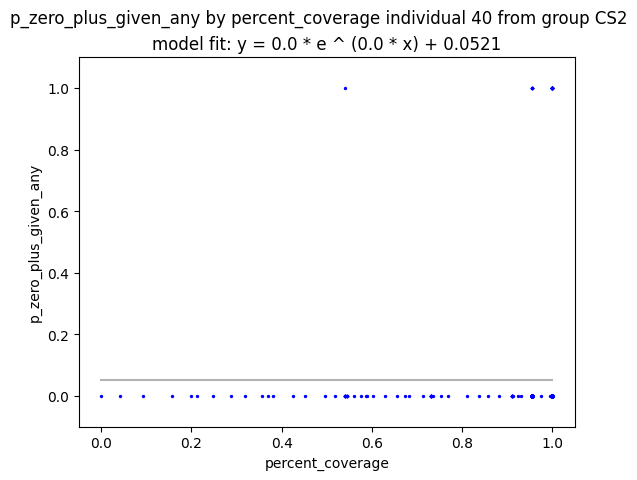 p_zero_plus_given_any by percent_coverage individual 40 from group CS2
model fit: y = 0.0 * e ^ (0.0 * x) + 0.0521
1.0
0.8
0.6
0.4
0.2
0.0
p_zero_plus_given_any
0.0 0.2 0.4 0.6 0.8 1.0
percent_coverage